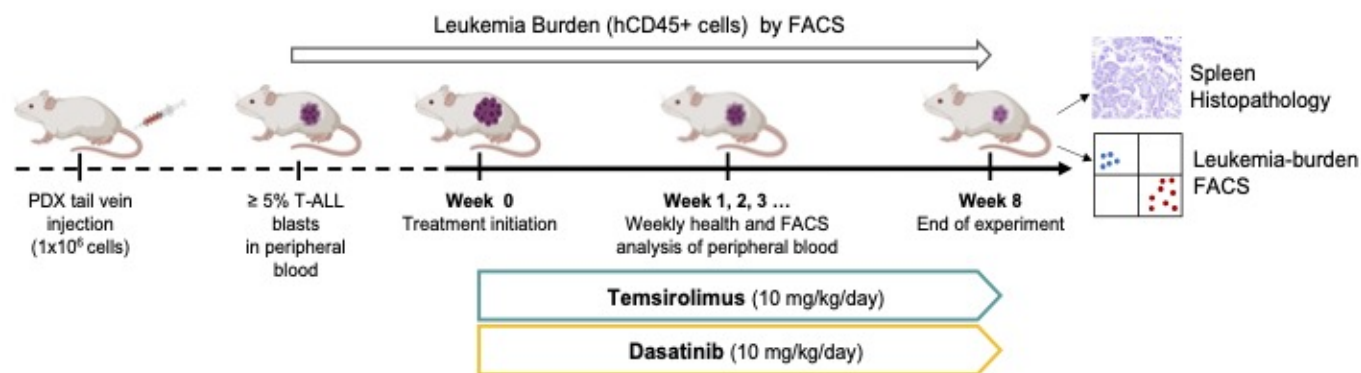 Leukemia Burden (hCD45+ cells) by FACS
Spleen
Histopathology
Leukemia-burden
FACS
PDX tail vein
injection
(1x10⁶ cells)
≥ 5% T-ALL
blasts
in peripheral
blood
Week 0
Treatment initiation
Week 1, 2, 3 ...
Weekly health and FACS
analysis of peripheral blood
Week 8
End of experiment
Temsirolimus (10 mg/kg/day)
Dasatinib (10 mg/kg/day)